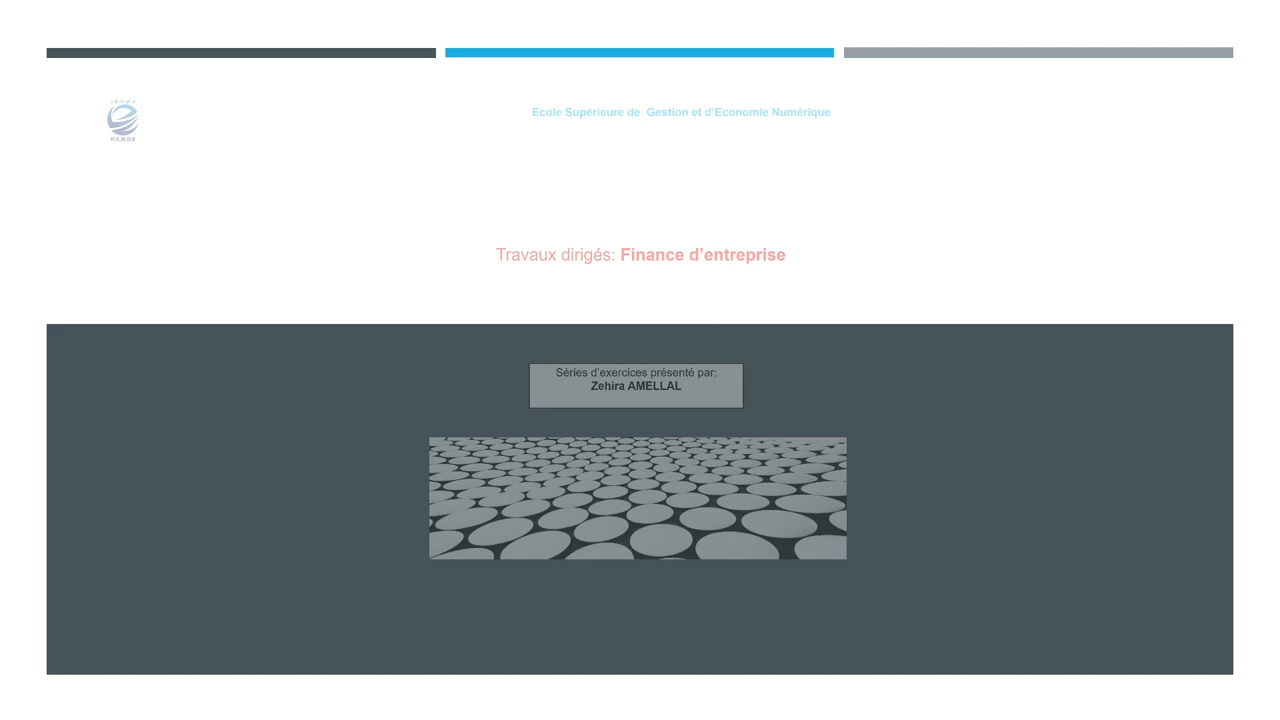 Ecole Supérieure de  Gestion et d’Economie Numérique
H.S.M.D.E
Travaux dirigés: Finance d’entreprise
Séries d’exercices présenté par:
Zehira AMELLAL